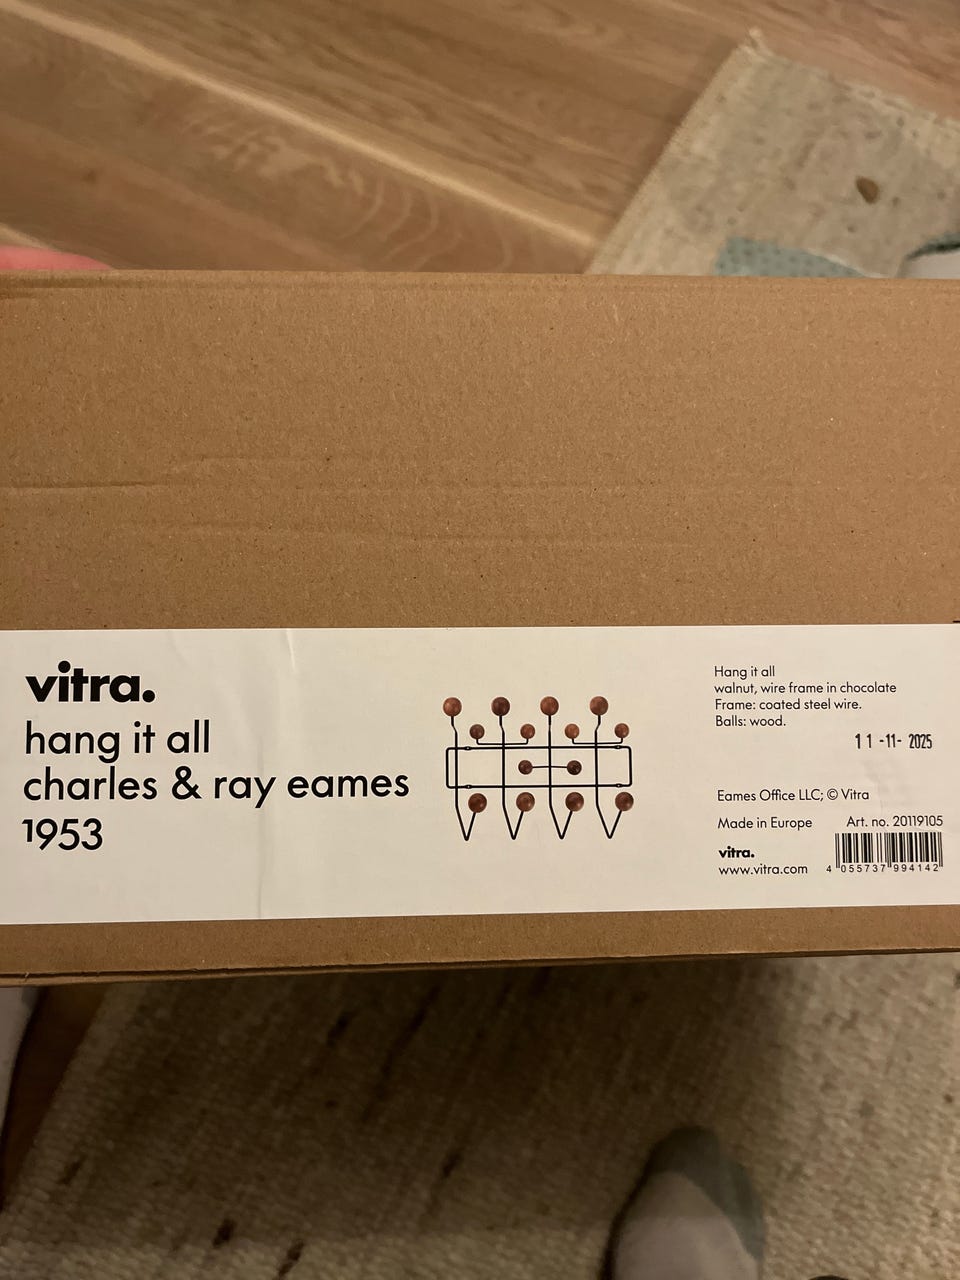 vitra.
hang it all
charles & ray eames
1953
Hang it all
walnut, wire frame in chocolate
Frame: coated steel wire.
Balls: wood.
11-11-2025
Eames Office LLC; © Vitra
Made in Europe
Art. no. 20119105
vitra.
www.vitra.com
4 055737 994142